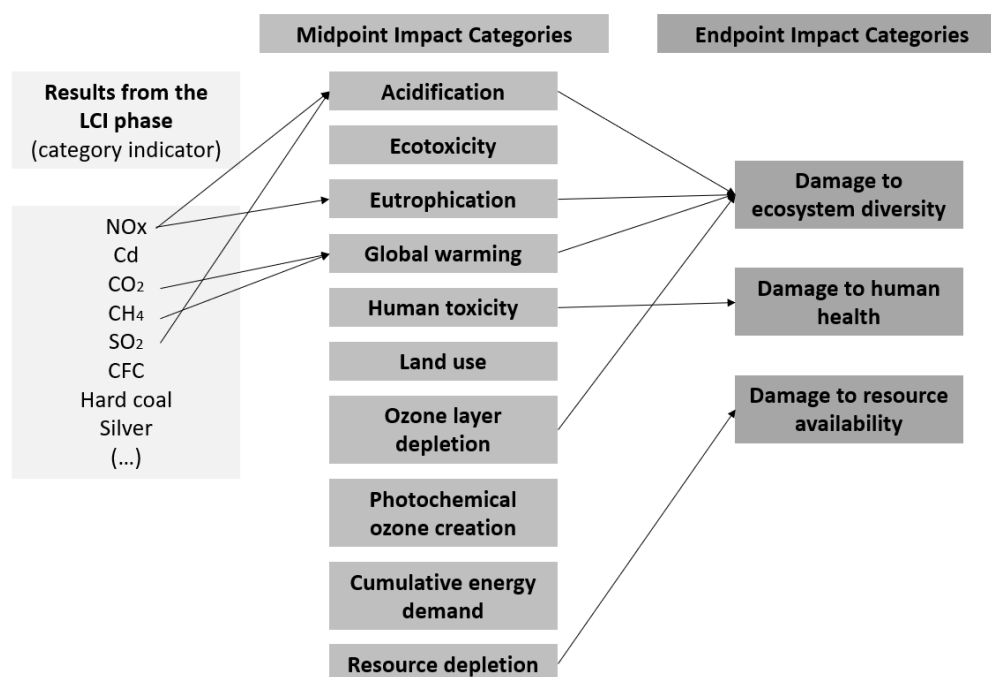 Midpoint Impact Categories
Endpoint Impact Categories
Results from the
LCI phase
(category indicator)
NOx
Cd
CO₂
CH₄
SO₂
CFC
Hard coal
Silver
(…)
Acidification
Ecotoxicity
Eutrophication
Global warming
Human toxicity
Land use
Ozone layer
depletion
Photochemical
ozone creation
Cumulative energy
demand
Resource depletion
Damage to
ecosystem diversity
Damage to human
health
Damage to resource
availability